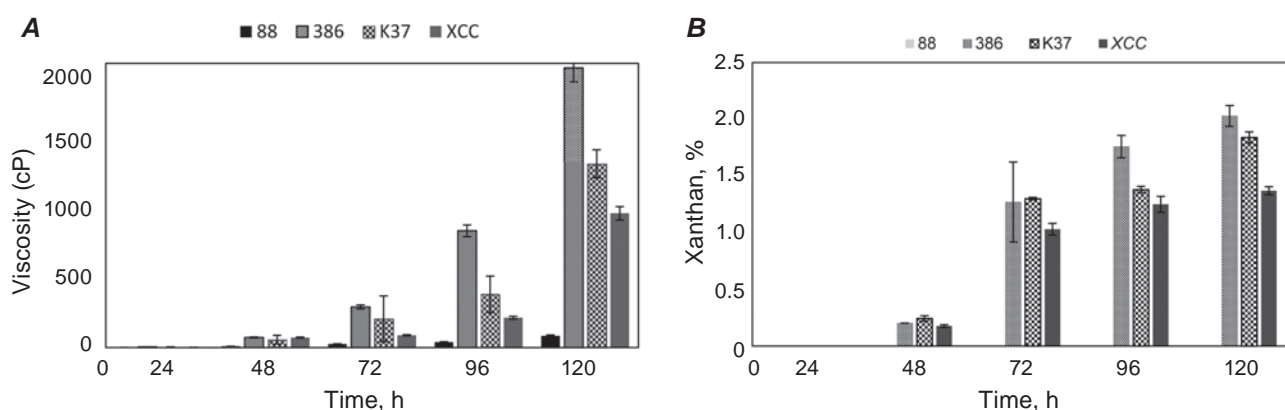 A
88 386 K37 XCC
2000
1500
1000
500
0
Viscosity (cP)
0 24 48 72 96 120
Time, h
B
88 386 K37 XCC
2.5
2.0
1.5
1.0
0.5
0
Xanthan, %
0 24 48 72 96 120
Time, h